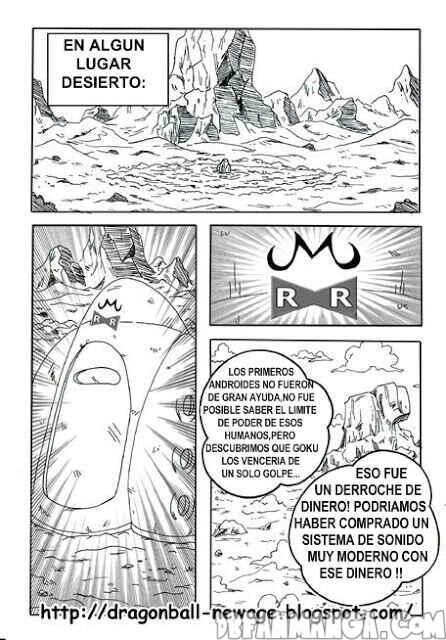 EN ALGUN
LUGAR
DESIERTO:
R R
R R
LOS PRIMEROS
ANDROIDES NO FUERON
DE GRAN AYUDA,NO FUE
POSIBLE SABER EL LIMITE
DE PODER DE ESOS
HUMANOS,PERO
DESCUBRIMOS QUE GOKU
LOS VENCERIA DE
UN SOLO GOLPE...
ESO FUE
UN DERROCHE DE
DINERO! PODRIAMOS
HABER COMPRADO UN
SISTEMA DE SONIDO
MUY MODERNO CON
ESE DINERO !!
http://dragonball-newage.blogspot.com/
DBFANMANGA.COM